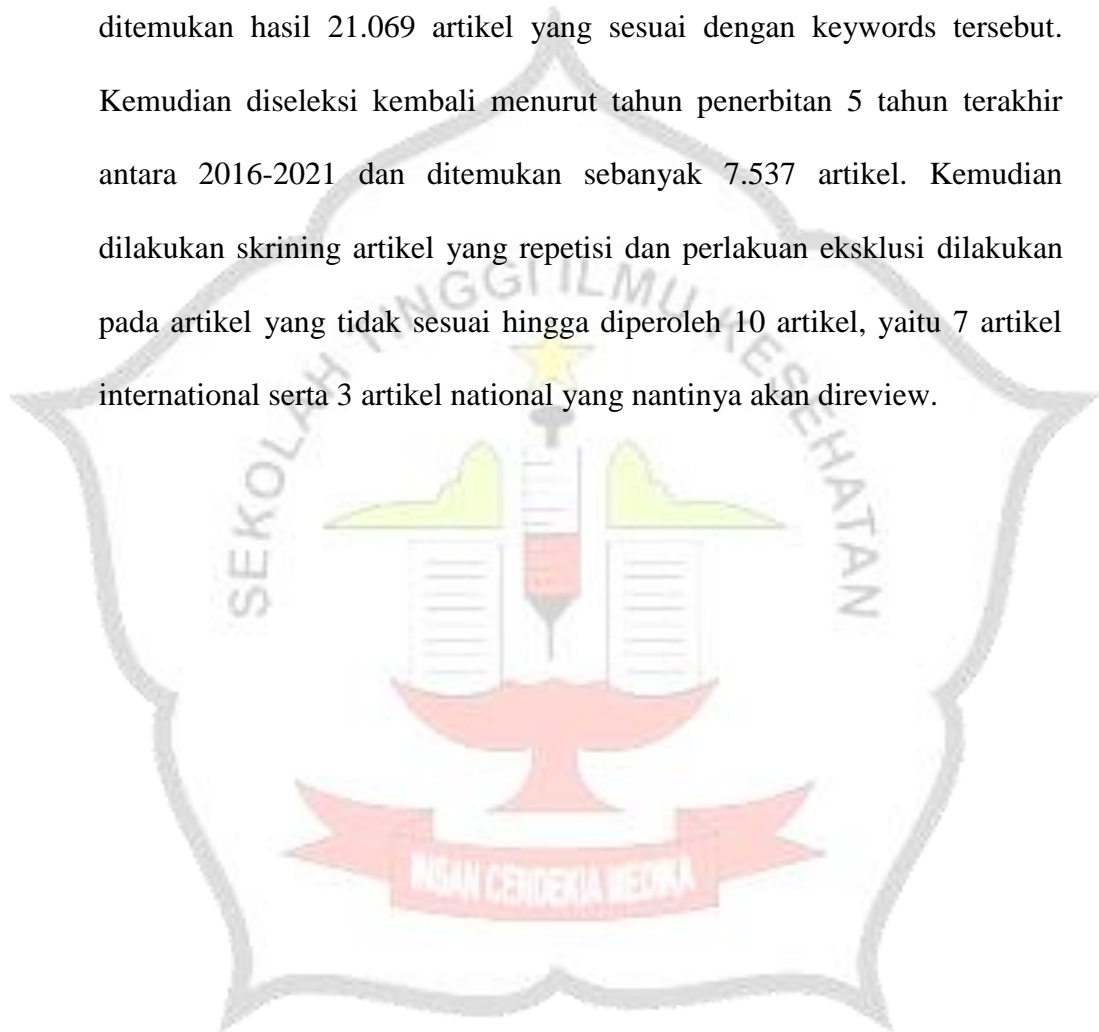 ditemukan hasil 21.069 artikel yang sesuai dengan keywords tersebut.
Kemudian diseleksi kembali menurut tahun penerbitan 5 tahun terakhir
antara 2016-2021 dan ditemukan sebanyak 7.537 artikel. Kemudian
dilakukan skrining artikel yang repetisi dan perlakuan eksklusi dilakukan
pada artikel yang tidak sesuai hingga diperoleh 10 artikel, yaitu 7 artikel
international serta 3 artikel national yang nantinya akan direview.
SEKOLAH TINGGI ILMU KESEHATAN
INSAN CENDEKIA MEDIKA